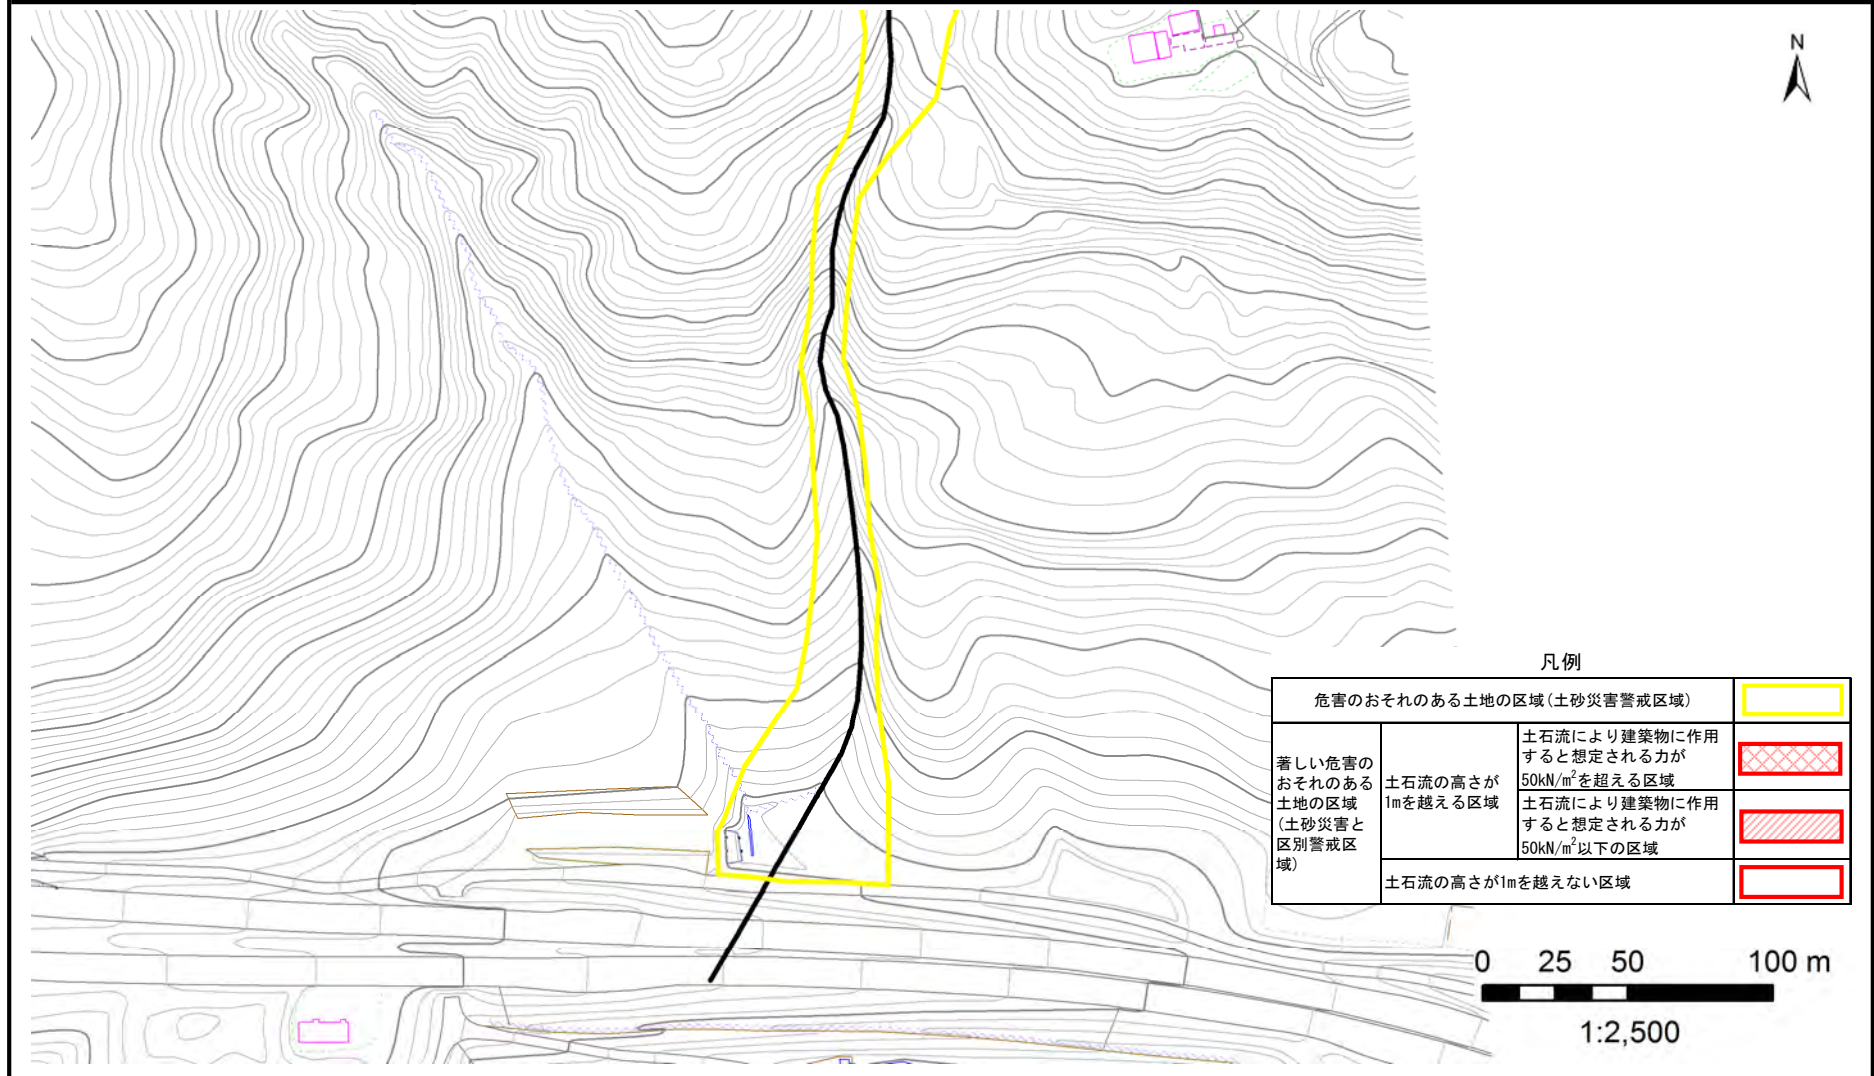 N
凡例
危害のおそれのある土地の区域(土砂災害警戒区域)
著しい危害の
おそれのある
土地の区域
(土砂災害と
区別警戒区
域)
土石流の高さが
1mを越える区域
土石流により建築物に作用
すると想定される力が
50kN/m²を超える区域
土石流により建築物に作用
すると想定される力が
50kN/m²以下の区域
土石流の高さが1mを越えない区域
0 25 50 100 m
1:2,500